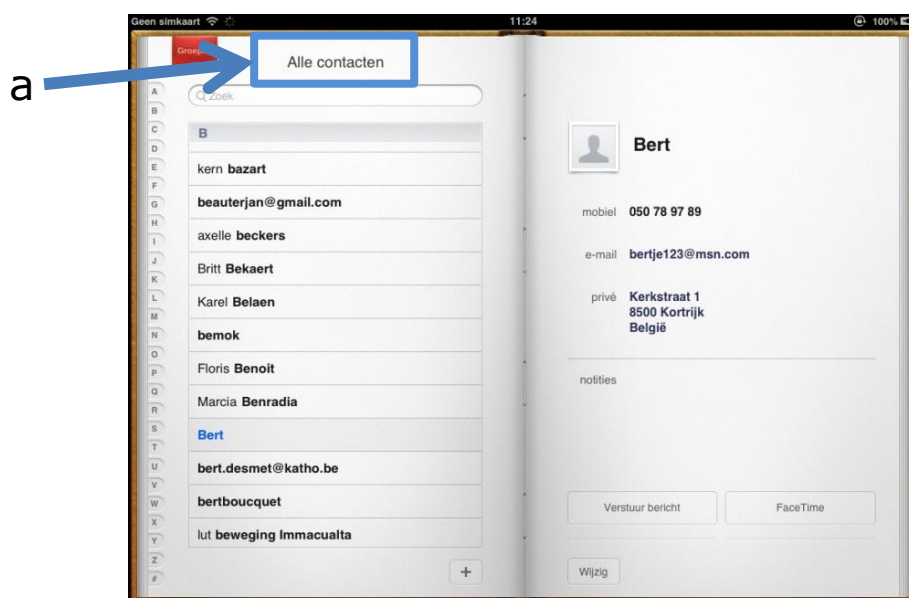 Geen simkaart 11:24 100%
Alle contacten
a
Zoek
A
B
C
D
E
F
G
H
I
J
K
L
M
N
O
P
Q
R
S
T
U
V
W
X
Y
Z
#
B
kern bazart
beauterjan@gmail.com
axelle beckers
Britt Bekaert
Karel Belaen
bemok
Floris Benoit
Marcia Benradia
Bert
bert.desmet@katho.be
bertboucquet
lut beweging Immacualta
+
Bert
mobiel 050 78 97 89
e-mail bertje123@msn.com
privé Kerkstraat 1
8500 Kortrijk
België
notities
Verstuur bericht FaceTime
Wijzig